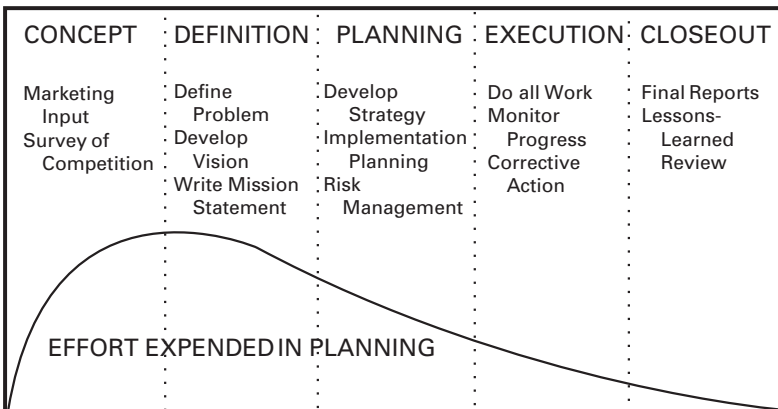 CONCEPT
Marketing
Input
Survey of
Competition
DEFINITION
Define
Problem
Develop
Vision
Write Mission
Statement
PLANNING
Develop
Strategy
Implementation
Planning
Risk
Management
EXECUTION
Do all Work
Monitor
Progress
Corrective
Action
CLOSEOUT
Final Reports
Lessons-
Learned
Review
EFFORT EXPENDED IN PLANNING